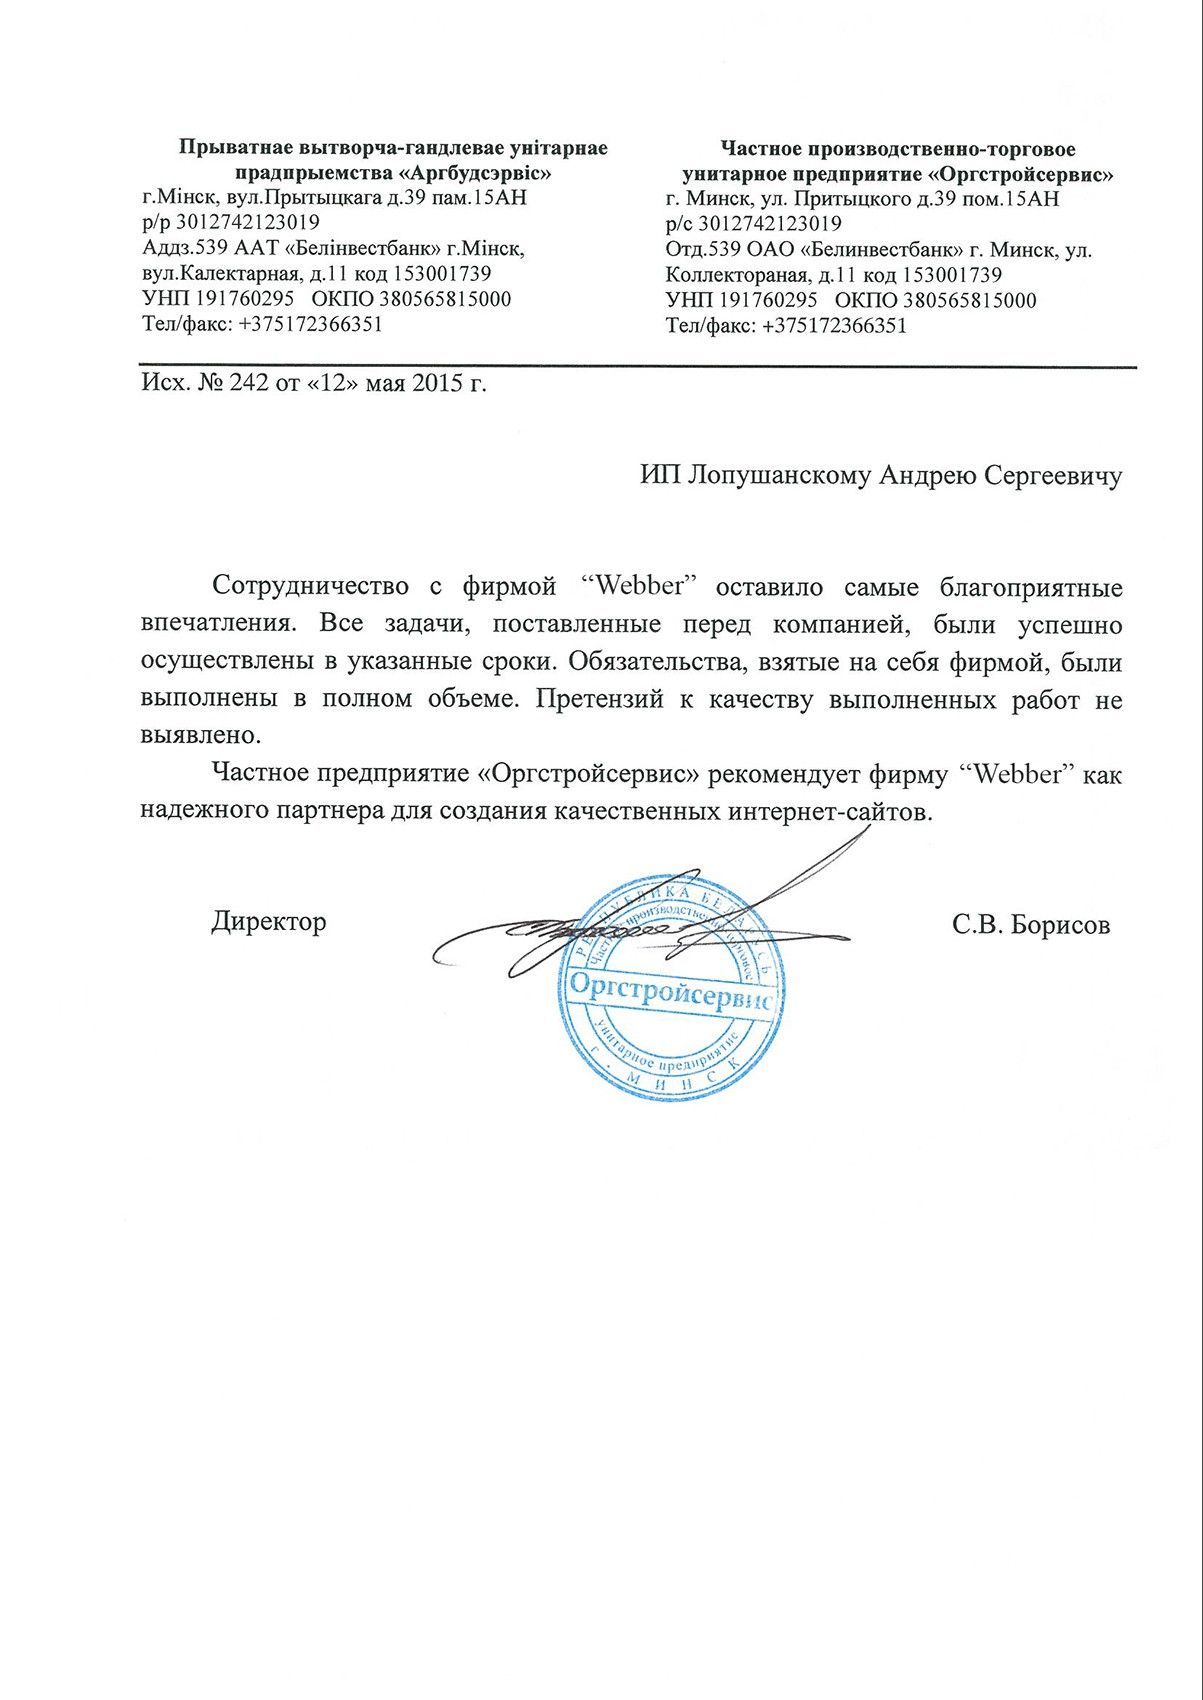 Прыватнае вытворча-гандлевае унітарнае
прадпрыемства «Аргбудсэрвіс»
г.Мінск, вул.Прытыцкага д.39 пам.15АН
р/р 3012742123019
Аддз.539 ААТ «Белінвестбанк» г.Мінск,
вул.Калектарная, д.11 код 153001739
УНП 191760295 ОКПО 380565815000
Тел/факс: +375172366351
Частное производственно-торговое
унитарное предприятие «Оргстройсервис»
г. Минск, ул. Притыцкого д.39 пом.15АН
р/с 3012742123019
Отд.539 ОАО «Белинвестбанк» г. Минск, ул.
Коллектораная, д.11 код 153001739
УНП 191760295 ОКПО 380565815000
Тел/факс: +375172366351
Исх. № 242 от «12» мая 2015 г.
ИП Лопушанскому Андрею Сергеевичу
Сотрудничество с фирмой “Webber” оставило самые благоприятные
впечатления. Все задачи, поставленные перед компанией, были успешно
осуществлены в указанные сроки. Обязательства, взятые на себя фирмой, были
выполнены в полном объеме. Претензий к качеству выполненных работ не
выявлено.
Частное предприятие «Оргстройсервис» рекомендует фирму “Webber” как
надежного партнера для создания качественных интернет-сайтов.
Директор
С.В. Борисов
РЕСПУБЛИКА БЕЛАРУСЬ
Частное производственно-торговое
Оргстройсервис
унитарное предприятие
г. МИНСК